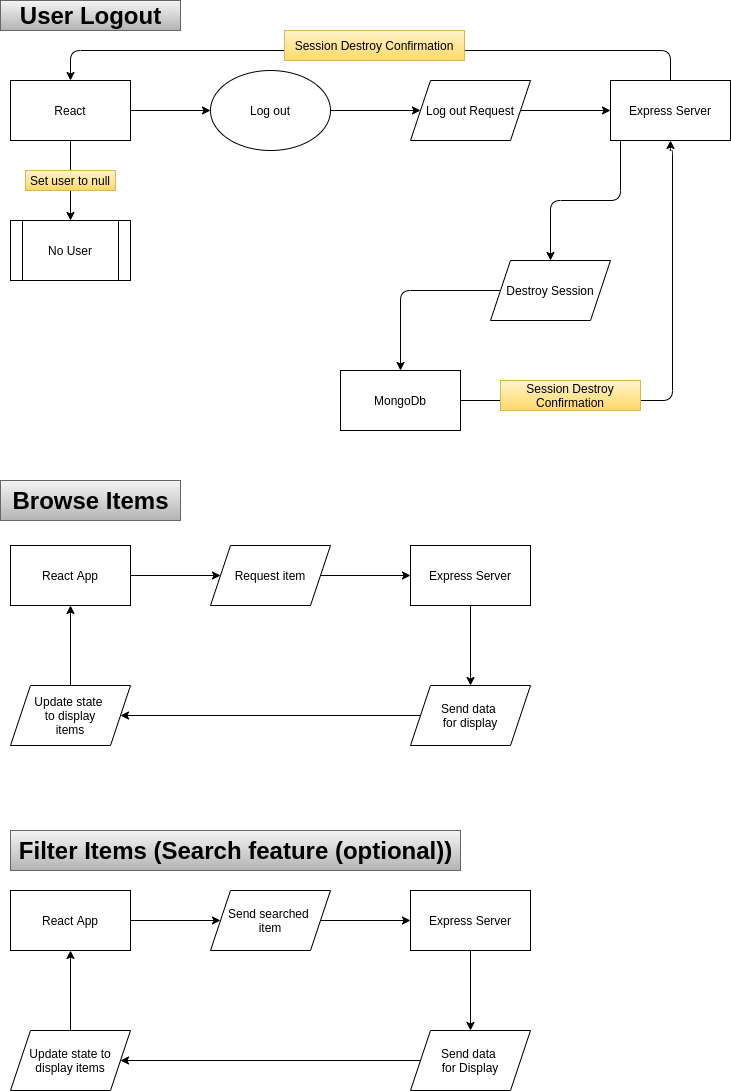 User Logout
Session Destroy Confirmation
React
Log out
Log out Request
Express Server
Set user to null
No User
Destroy Session
MongoDb
Session Destroy
Confirmation
Browse Items
React App
Request item
Express Server
Update state
to display
items
Send data
for display
Filter Items (Search feature (optional))
React App
Send searched
item
Express Server
Update state to
display items
Send data
for Display